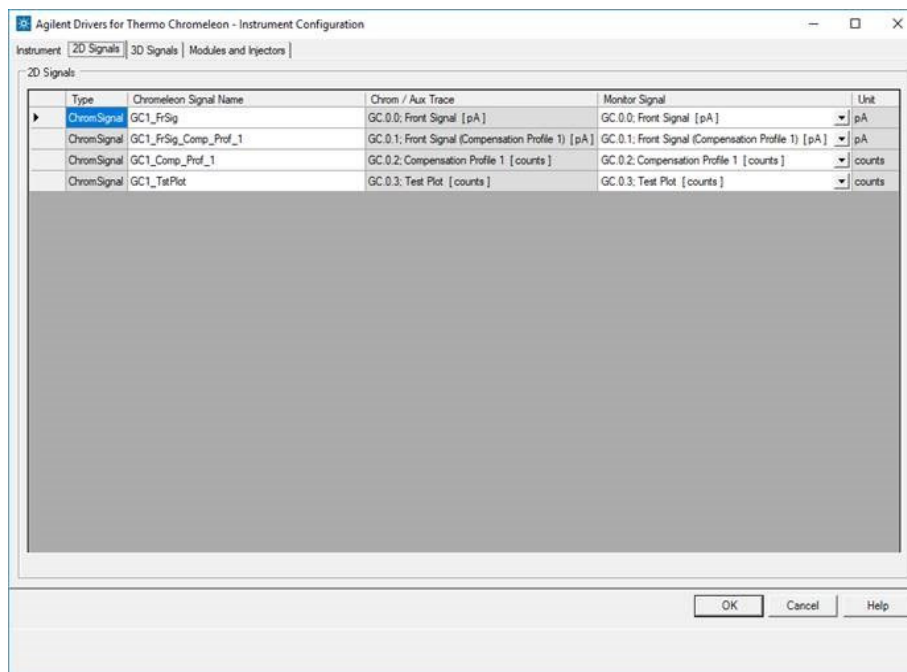 Agilent Drivers for Thermo Chromeleon - Instrument Configuration
Instrument 2D Signals 3D Signals Modules and Injectors
2D Signals
Type Chromeleon Signal Name Chrom / Aux Trace Monitor Signal Unit
ChromSignal GC1_FrSig GC.0.0; Front Signal [ pA ] GC.0.0; Front Signal [ pA ] pA
ChromSignal GC1_FrSig_Comp_Prof_1 GC.0.1; Front Signal (Compensation Profile 1) [ pA ] GC.0.1; Front Signal (Compensation Profile 1) [ pA ] pA
ChromSignal GC1_Comp_Prof_1 GC.0.2; Compensation Profile 1 [ counts ] GC.0.2; Compensation Profile 1 [ counts ] counts
ChromSignal GC1_TstPlot GC.0.3; Test Plot [ counts ] GC.0.3; Test Plot [ counts ] counts
OK Cancel Help